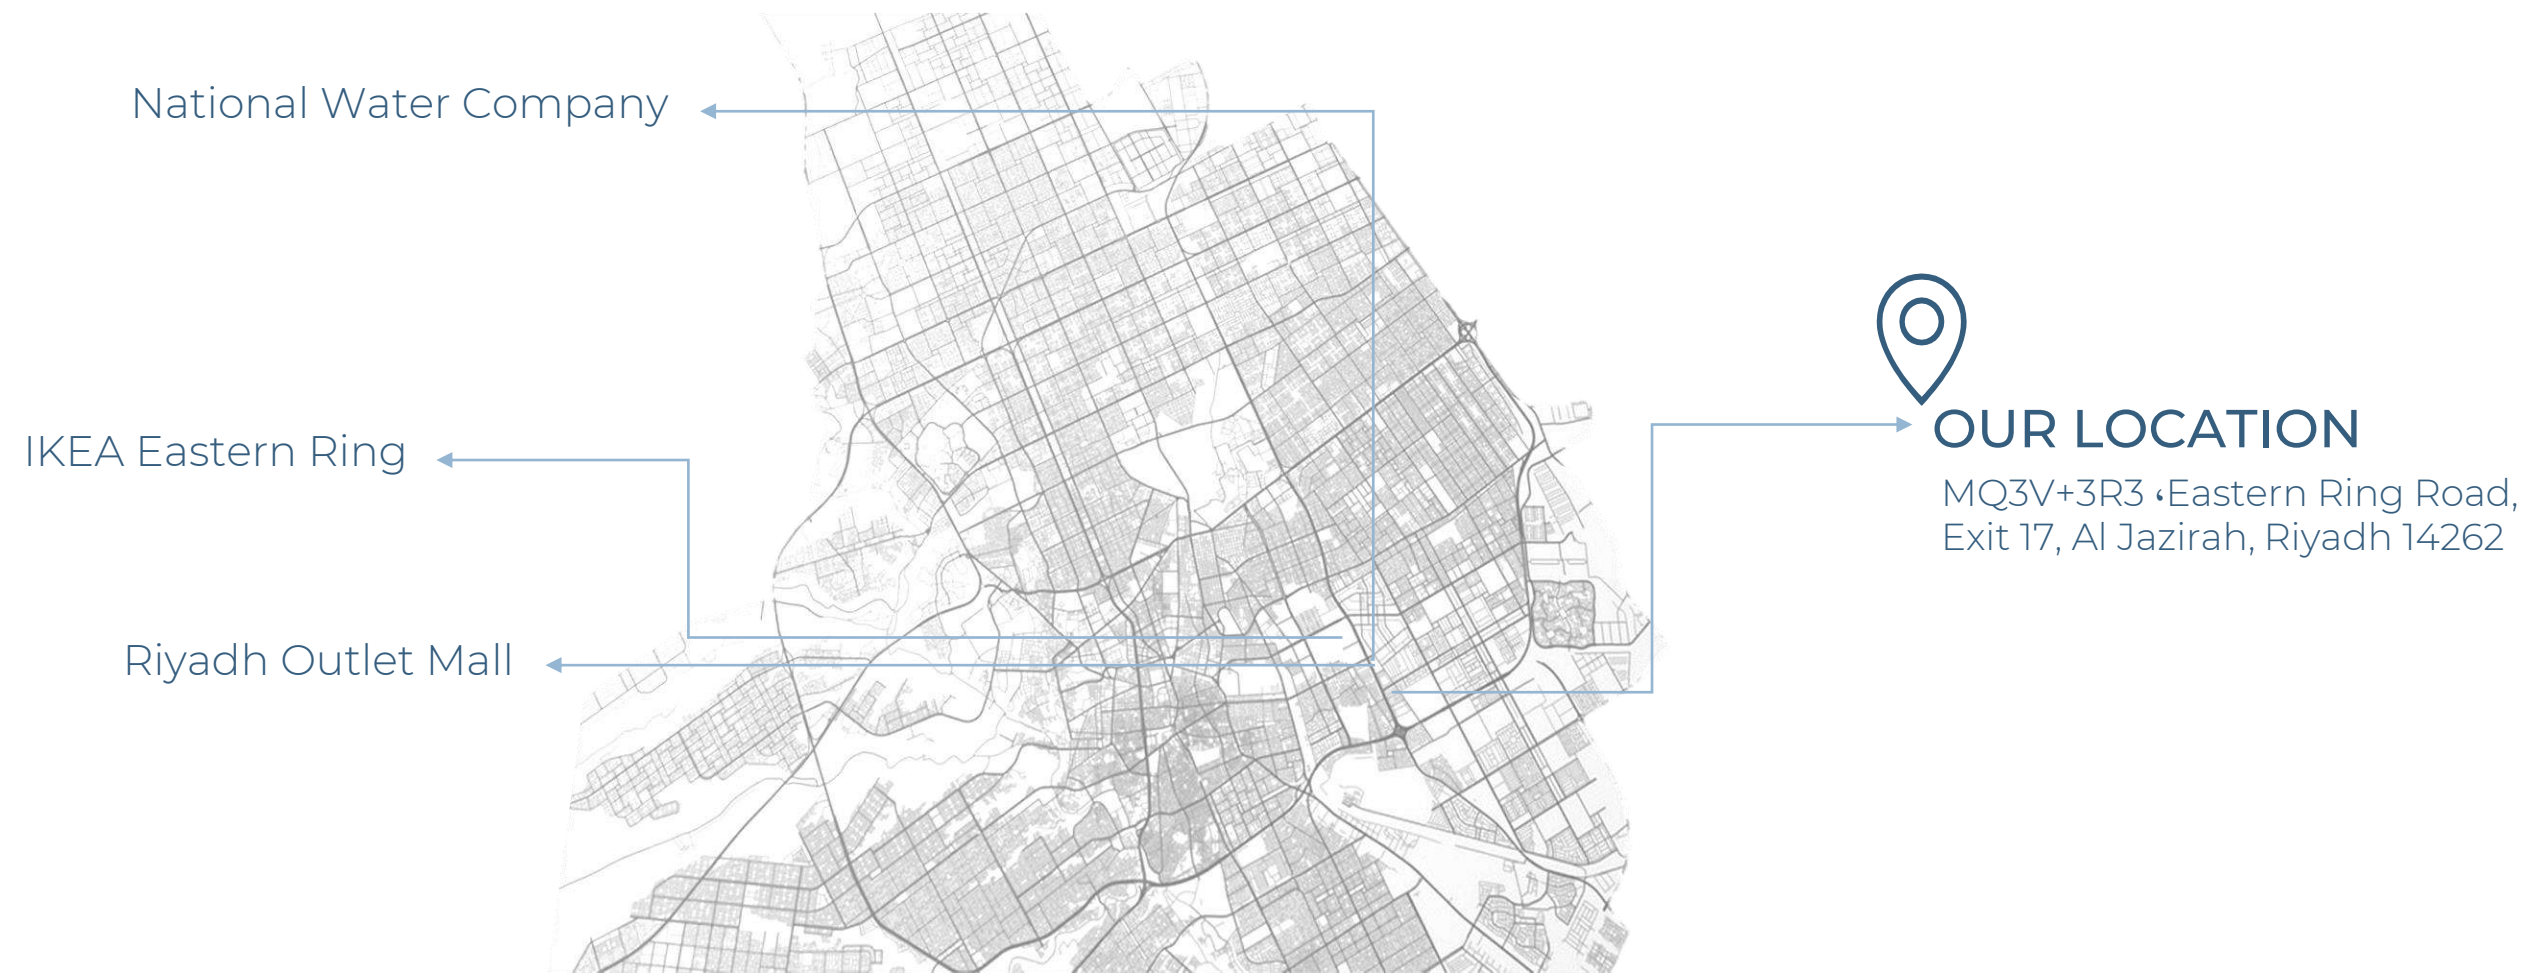 National Water Company
IKEA Eastern Ring
Riyadh Outlet Mall
OUR LOCATION
MQ3V+3R3 ،Eastern Ring Road,
Exit 17, Al Jazirah, Riyadh 14262